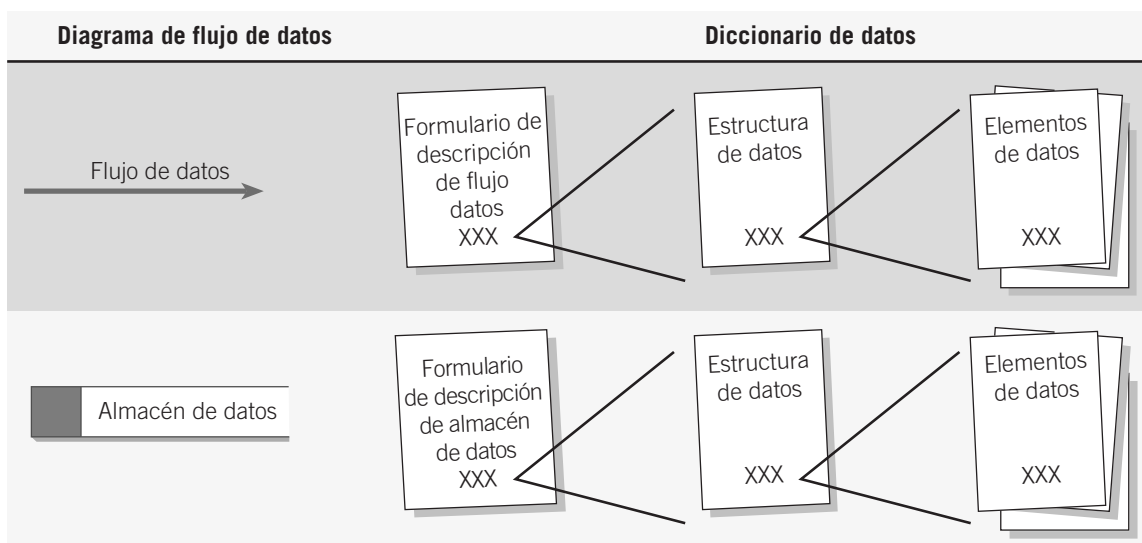 Diagrama de flujo de datos
Diccionario de datos
Flujo de datos
Formulario de
descripción
de flujo
datos
XXX
Estructura
de datos
XXX
Elementos
de datos
XXX
Almacén de datos
Formulario
de descripción
de almacén
de datos
XXX
Estructura
de datos
XXX
Elementos
de datos
XXX